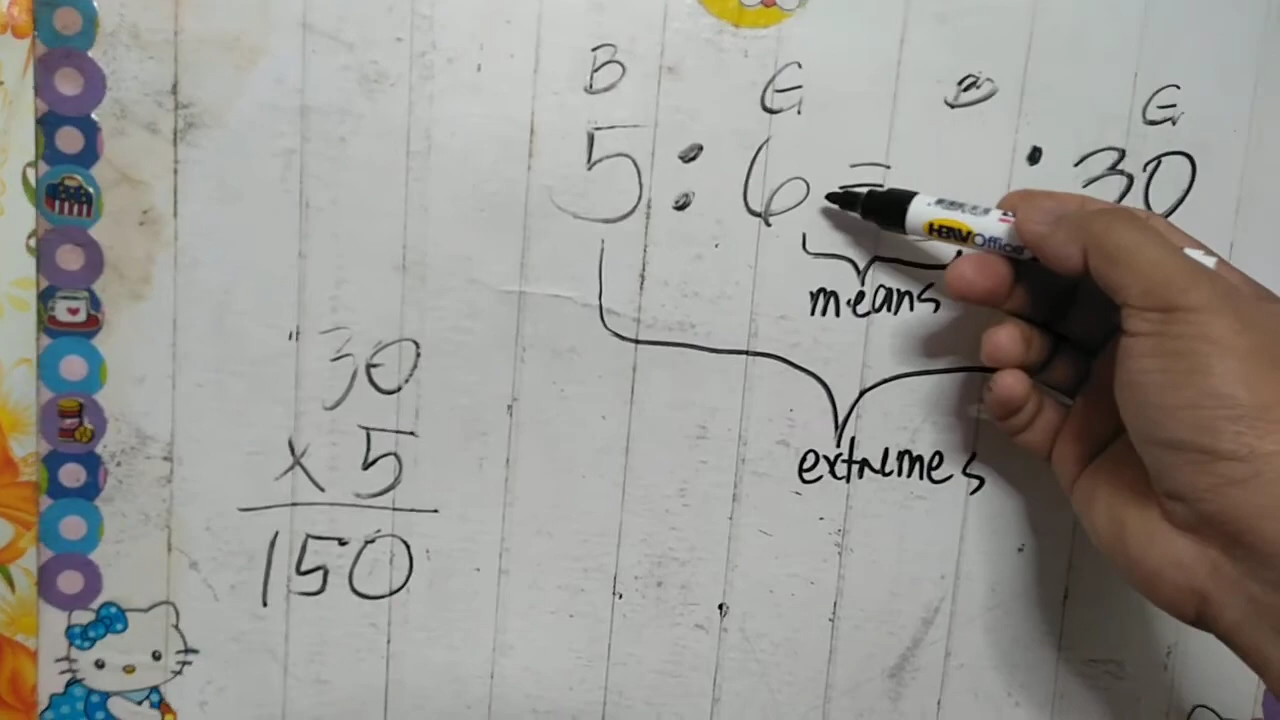 B G B G
5 : 6 = : 30
means
extremes
30
x 5
150
HBW Office